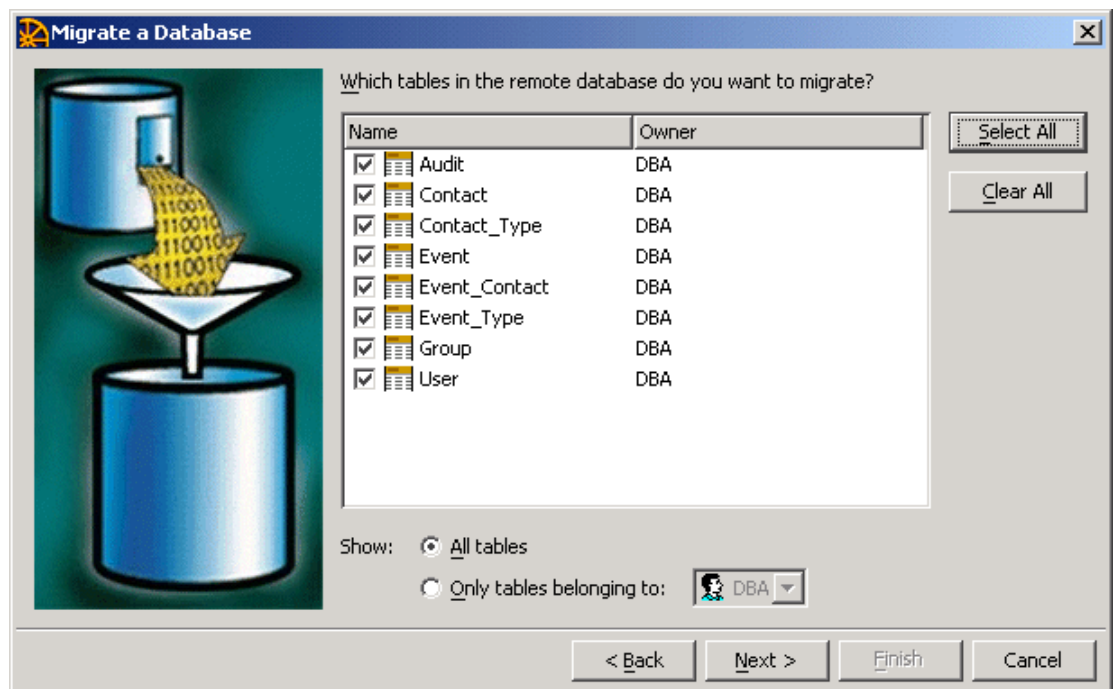 Migrate a Database
Which tables in the remote database do you want to migrate?
Name Owner
Select All
Audit DBA
Contact DBA
Clear All
Contact_Type DBA
Event DBA
Event_Contact DBA
Event_Type DBA
Group DBA
User DBA
Show: All tables
Only tables belonging to: DBA
< Back Next > Finish Cancel